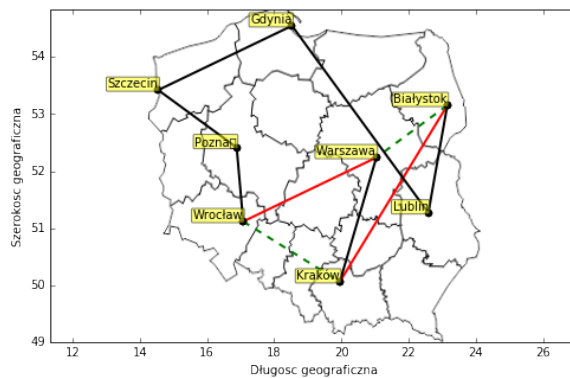 Gdynia
54
Szczecin
Białystok
53
Poznań
Warszawa
52
Lublin
Wrocław
51
Kraków
50
49
12 14 16 18 20 22 24 26
Szerokosc geograficzna
Długosc geograficzna